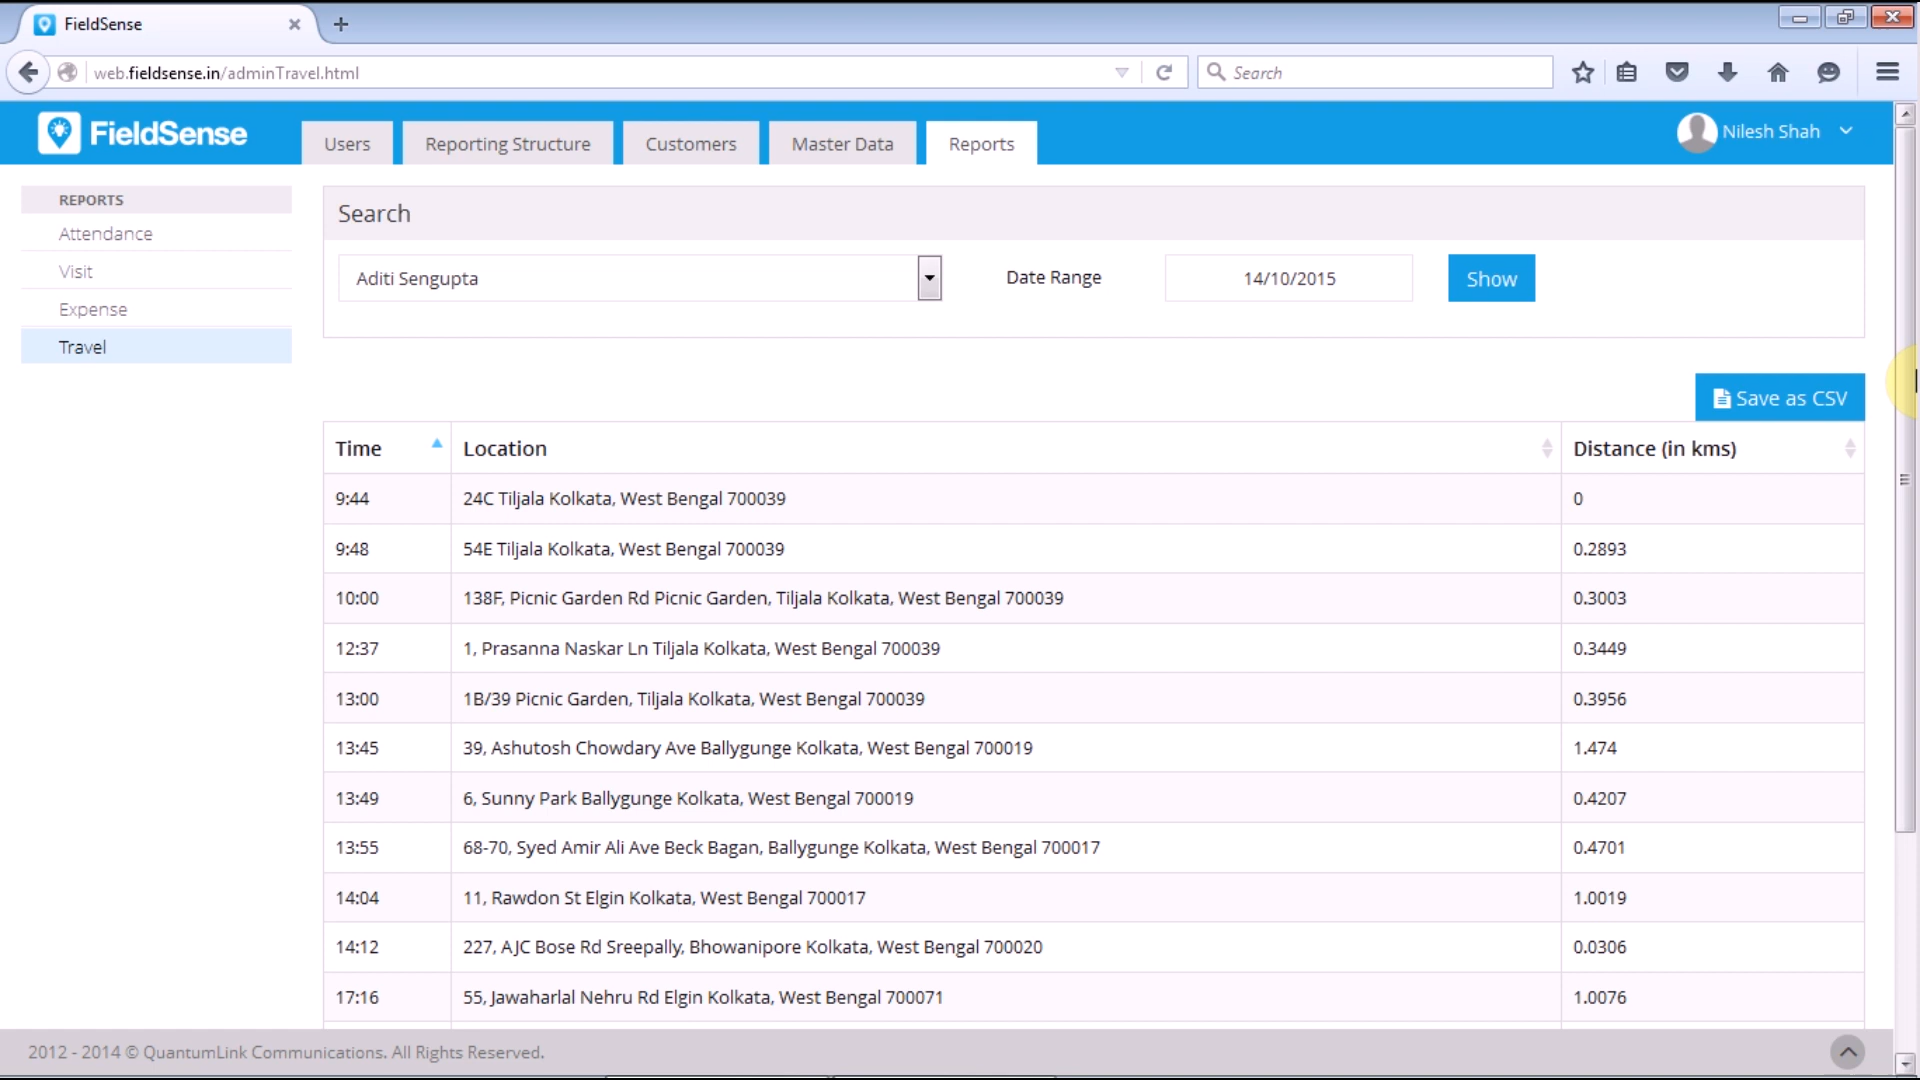 FieldSense
web.fieldsense.in/adminTravel.html
Search
FieldSense
Users
Reporting Structure
Customers
Master Data
Reports
Nilesh Shah
REPORTS
Attendance
Visit
Expense
Travel
Search
Aditi Sengupta
Date Range
14/10/2015
Show
Save as CSV
Time Location Distance (in kms)
9:44 24C Tiljala Kolkata, West Bengal 700039 0
9:48 54E Tiljala Kolkata, West Bengal 700039 0.2893
10:00 138F, Picnic Garden Rd Picnic Garden, Tiljala Kolkata, West Bengal 700039 0.3003
12:37 1, Prasanna Naskar Ln Tiljala Kolkata, West Bengal 700039 0.3449
13:00 1B/39 Picnic Garden, Tiljala Kolkata, West Bengal 700039 0.3956
13:45 39, Ashutosh Chowdary Ave Ballygunge Kolkata, West Bengal 700019 1.474
13:49 6, Sunny Park Ballygunge Kolkata, West Bengal 700019 0.4207
13:55 68-70, Syed Amir Ali Ave Beck Bagan, Ballygunge Kolkata, West Bengal 700017 0.4701
14:04 11, Rawdon St Elgin Kolkata, West Bengal 700017 1.0019
14:12 227, AJC Bose Rd Sreepally, Bhowanipore Kolkata, West Bengal 700020 0.0306
17:16 55, Jawaharlal Nehru Rd Elgin Kolkata, West Bengal 700071 1.0076
2012 - 2014 © QuantumLink Communications. All Rights Reserved.